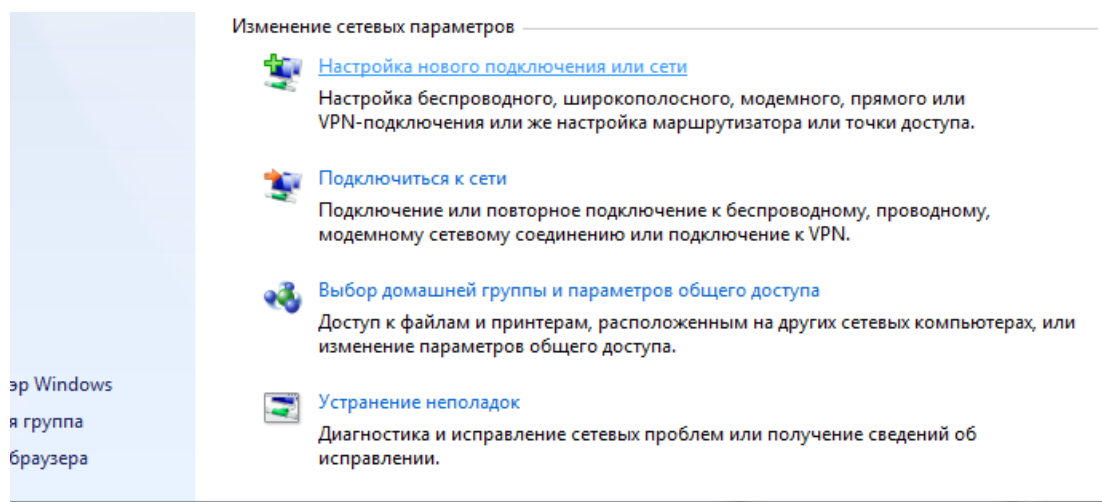 Изменение сетевых параметров
Настройка нового подключения или сети
Настройка беспроводного, широкополосного, модемного, прямого или
VPN-подключения или же настройка маршрутизатора или точки доступа.
Подключиться к сети
Подключение или повторное подключение к беспроводному, проводному,
модемному сетевому соединению или подключение к VPN.
Выбор домашней группы и параметров общего доступа
Доступ к файлам и принтерам, расположенным на других сетевых компьютерах, или
изменение параметров общего доступа.
Устранение неполадок
Диагностика и исправление сетевых проблем или получение сведений об
исправлении.
эр Windows
я группа
браузера